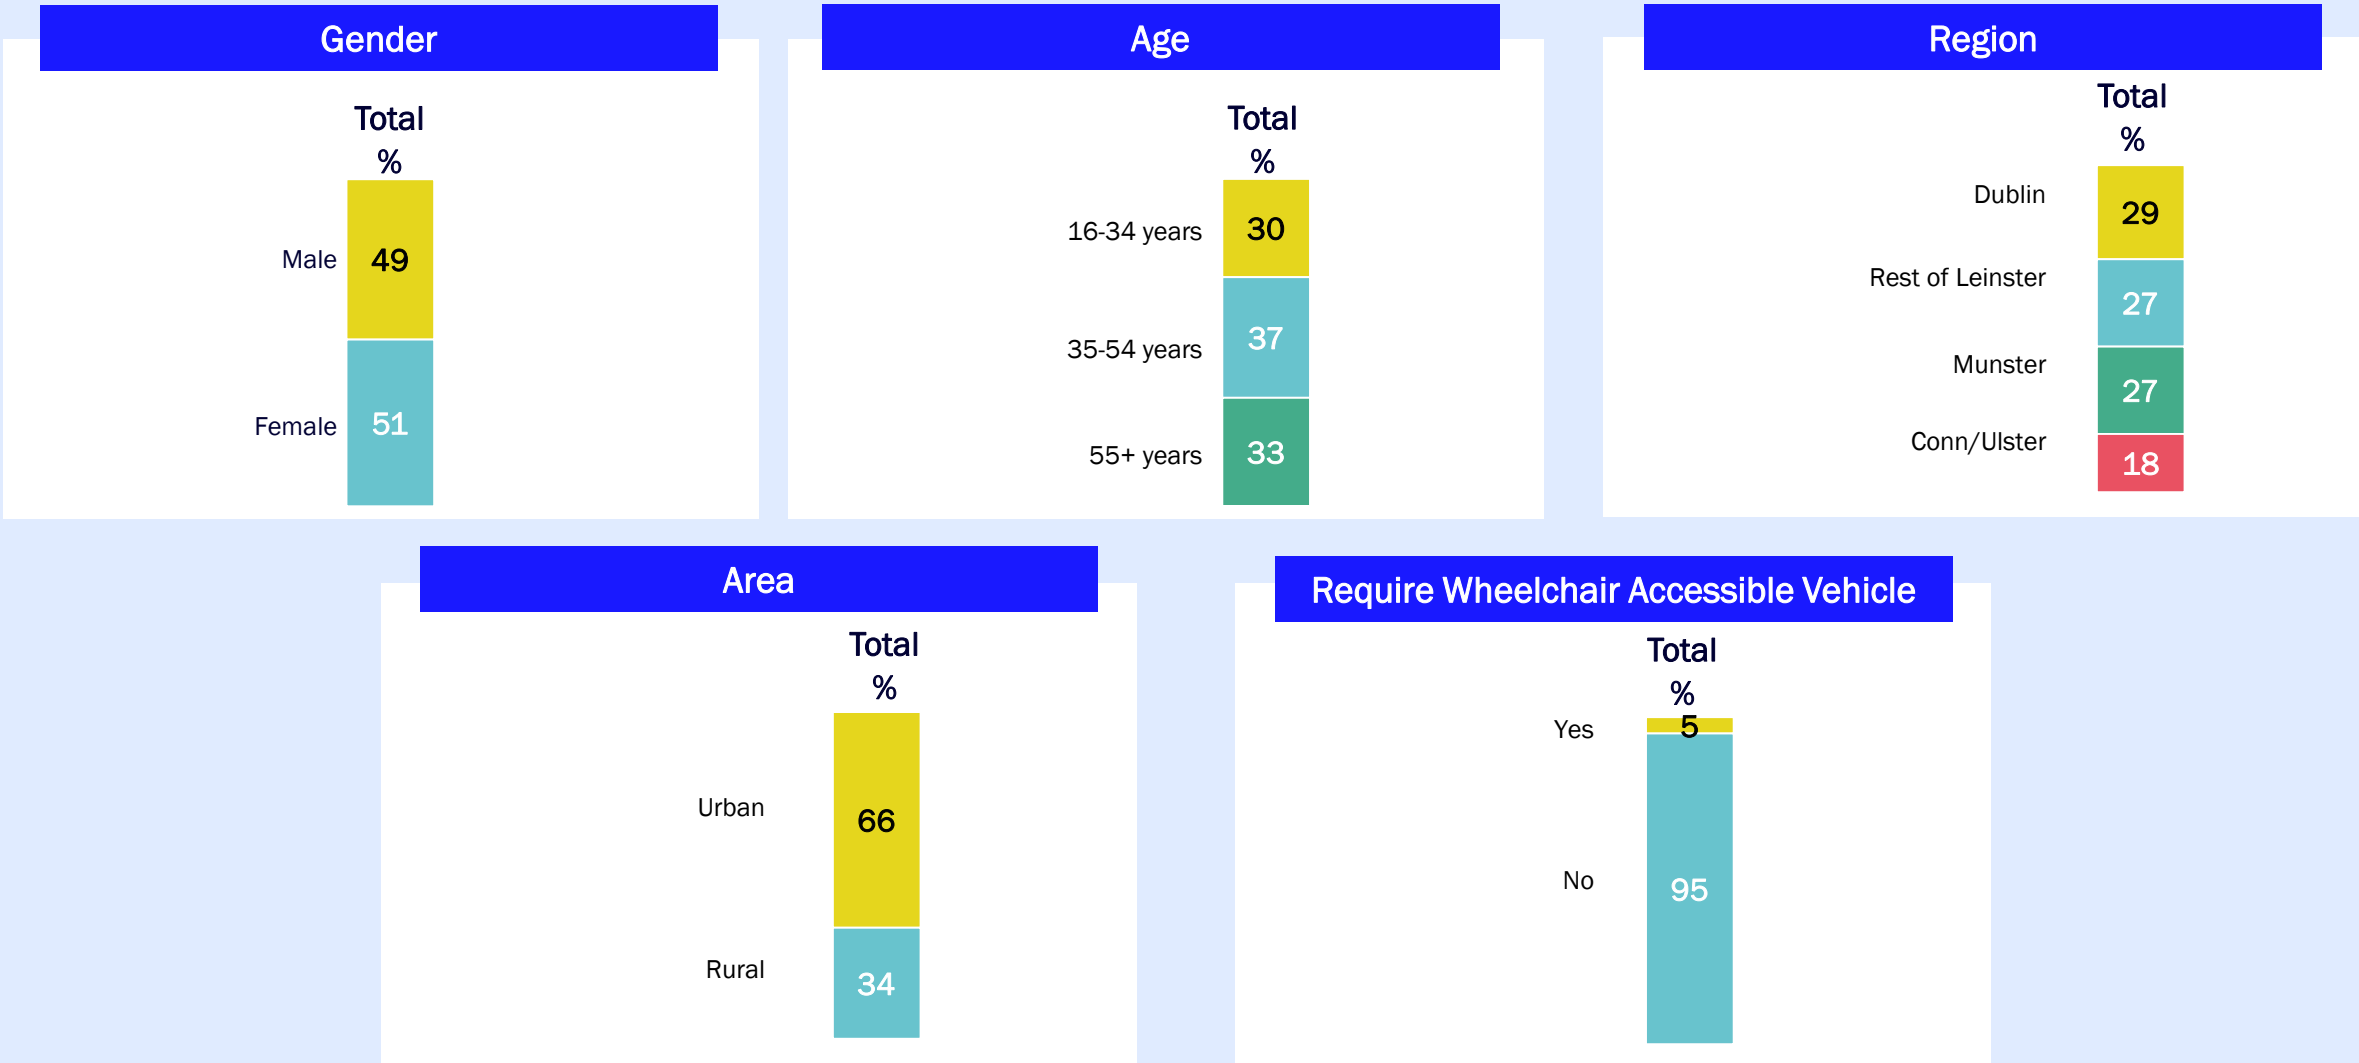 Gender
Total
%
Male
49
Female
51
Age
Total
%
16-34 years
30
35-54 years
37
55+ years
33
Region
Total
%
Dublin
29
Rest of Leinster
27
Munster
27
Conn/Ulster
18
Area
Total
%
Urban
66
Rural
34
Require Wheelchair Accessible Vehicle
Total
%
Yes
5
No
95